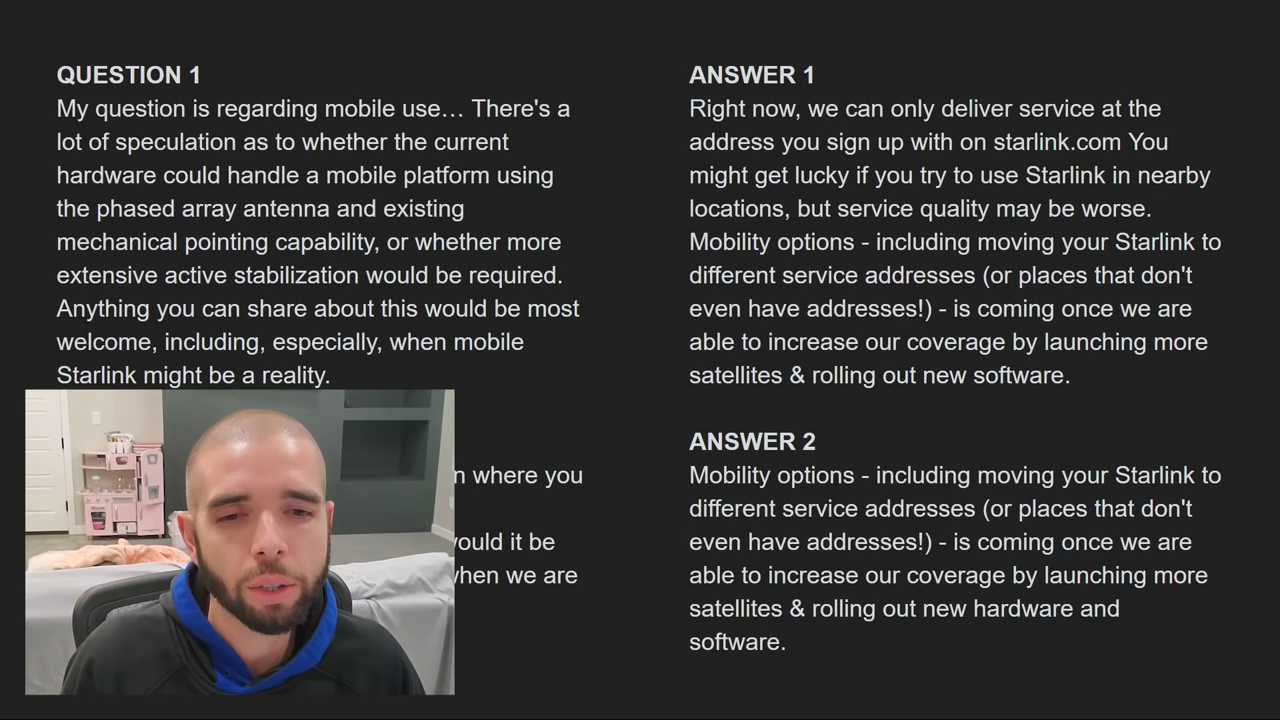 QUESTION 1
My question is regarding mobile use… There's a
lot of speculation as to whether the current
hardware could handle a mobile platform using
the phased array antenna and existing
mechanical pointing capability, or whether more
extensive active stabilization would be required.
Anything you can share about this would be most
welcome, including, especially, when mobile
Starlink might be a reality.
where you
would it be
when we are
ANSWER 1
Right now, we can only deliver service at the
address you sign up with on starlink.com You
might get lucky if you try to use Starlink in nearby
locations, but service quality may be worse.
Mobility options - including moving your Starlink to
different service addresses (or places that don't
even have addresses!) - is coming once we are
able to increase our coverage by launching more
satellites & rolling out new software.
ANSWER 2
Mobility options - including moving your Starlink to
different service addresses (or places that don't
even have addresses!) - is coming once we are
able to increase our coverage by launching more
satellites & rolling out new hardware and
software.